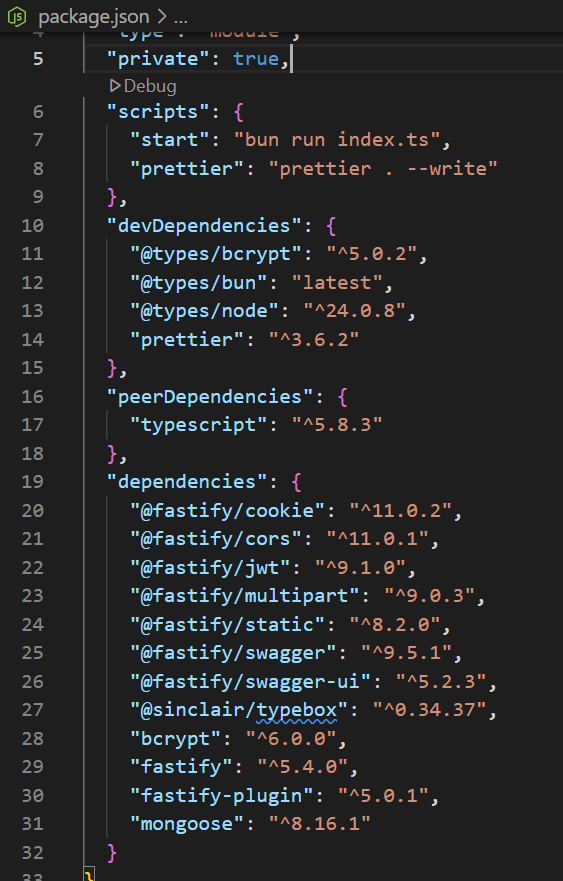 package.json > ...
4 "type": "module",
5 "private": true,
Debug
6 "scripts": {
7 "start": "bun run index.ts",
8 "prettier": "prettier . --write"
9 },
10 "devDependencies": {
11 "@types/bcrypt": "^5.0.2",
12 "@types/bun": "latest",
13 "@types/node": "^24.0.8",
14 "prettier": "^3.6.2"
15 },
16 "peerDependencies": {
17 "typescript": "^5.8.3"
18 },
19 "dependencies": {
20 "@fastify/cookie": "^11.0.2",
21 "@fastify/cors": "^11.0.1",
22 "@fastify/jwt": "^9.1.0",
23 "@fastify/multipart": "^9.0.3",
24 "@fastify/static": "^8.2.0",
25 "@fastify/swagger": "^9.5.1",
26 "@fastify/swagger-ui": "^5.2.3",
27 "@sinclair/typebox": "^0.34.37",
28 "bcrypt": "^6.0.0",
29 "fastify": "^5.4.0",
30 "fastify-plugin": "^5.0.1",
31 "mongoose": "^8.16.1"
32 }
33 }